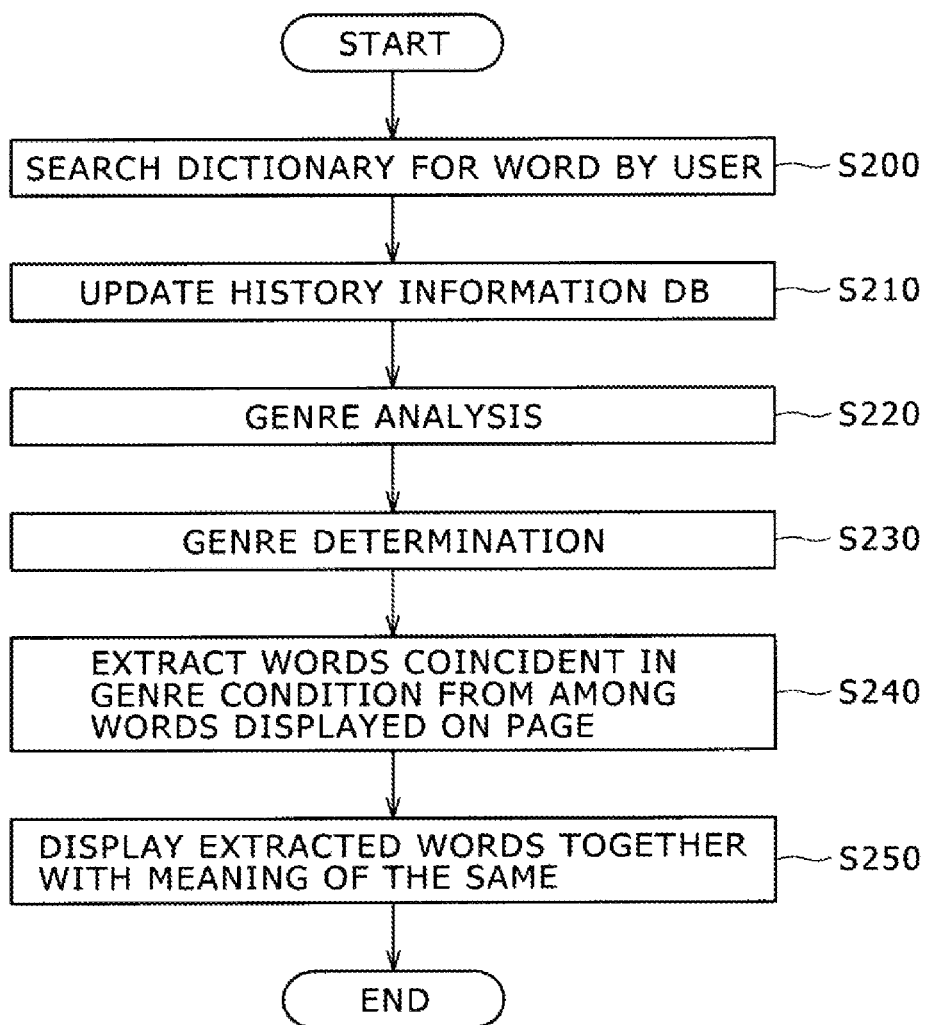 START
SEARCH DICTIONARY FOR WORD BY USER S200
UPDATE HISTORY INFORMATION DB S210
GENRE ANALYSIS S220
GENRE DETERMINATION S230
EXTRACT WORDS COINCIDENT IN
GENRE CONDITION FROM AMONG S240
WORDS DISPLAYED ON PAGE
DISPLAY EXTRACTED WORDS TOGETHER S250
WITH MEANING OF THE SAME
END